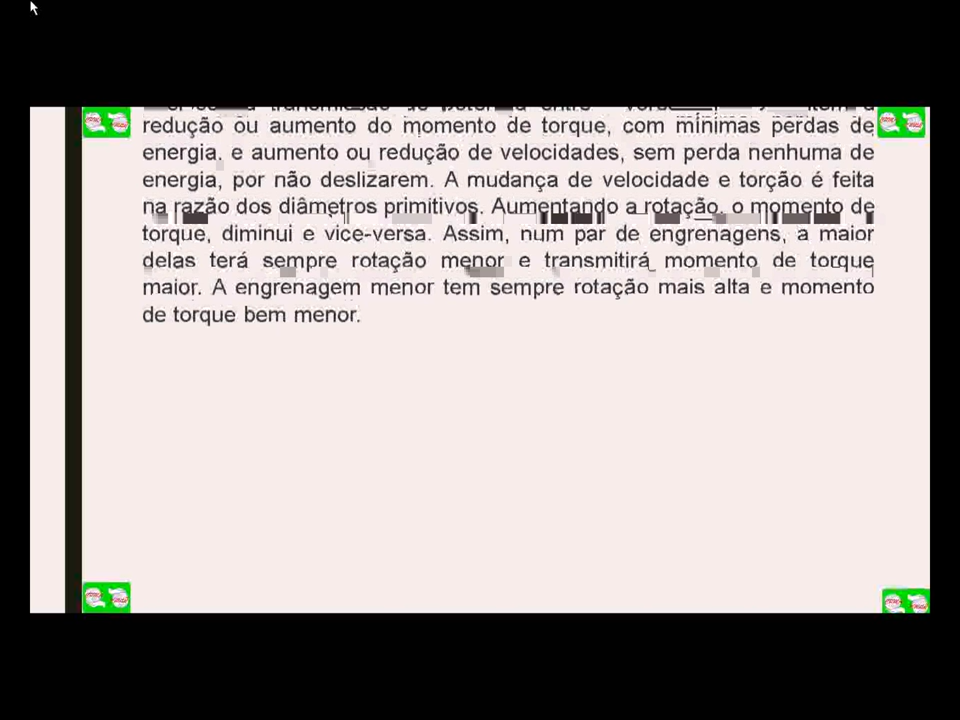 redução ou aumento do momento de torque, com mínimas perdas de
energia, e aumento ou redução de velocidades, sem perda nenhuma de
energia, por não deslizarem. A mudança de velocidade e torção é feita
na razão dos diâmetros primitivos. Aumentando a rotação, o momento de
torque, diminui e vice-versa. Assim, num par de engrenagens, a maior
delas terá sempre rotação menor e transmitirá momento de torque
maior. A engrenagem menor tem sempre rotação mais alta e momento
de torque bem menor.